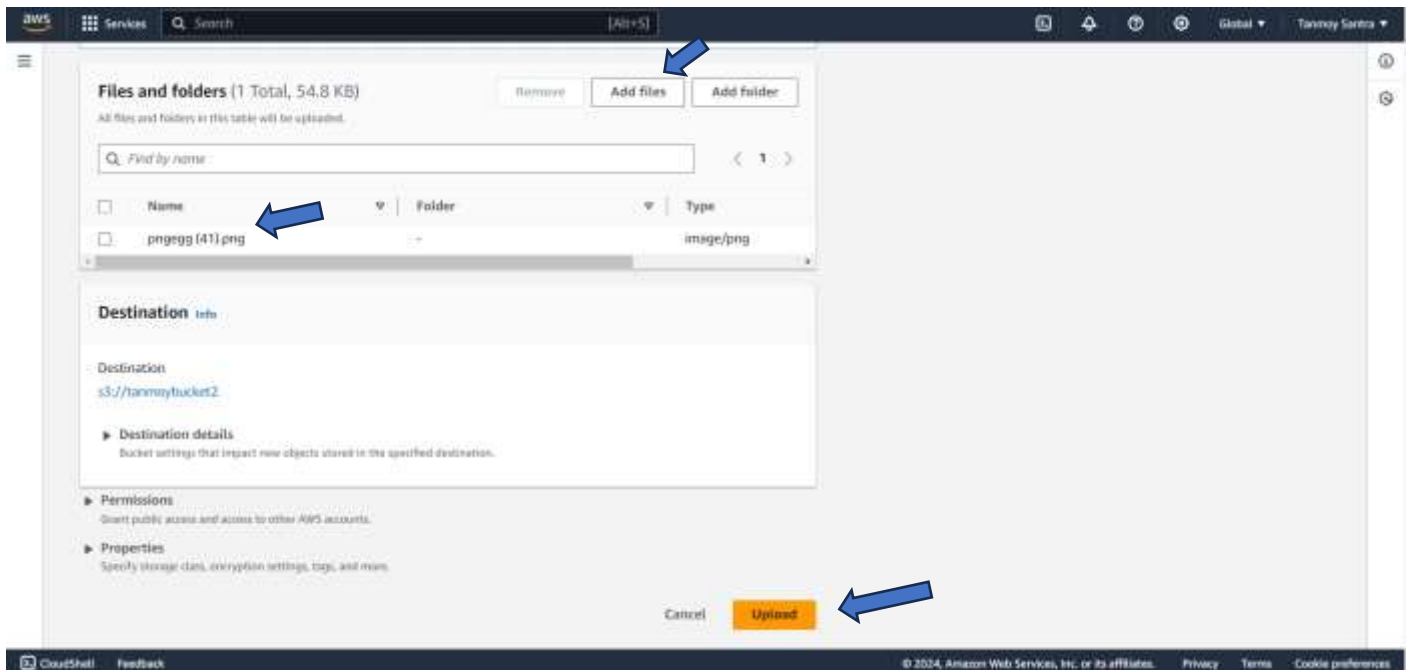 aws
Services
Search
[Alt+S]
Global
Tanmoy Santra
Files and folders (1 Total, 54.8 KB)
Remove
Add files
Add folder
All files and folders in this table will be uploaded.
Find by name
1
Name
Folder
Type
pngegg (41).png
-
image/png
Destination Info
Destination
s3://tanmoybucket2
Destination details
Bucket settings that impact new objects stored in the specified destination.
Permissions
Grant public access and access to other AWS accounts.
Properties
Specify storage class, encryption settings, tags, and more.
Cancel
Upload
CloudShell
Feedback
© 2024, Amazon Web Services, Inc. or its affiliates.
Privacy
Terms
Cookie preferences